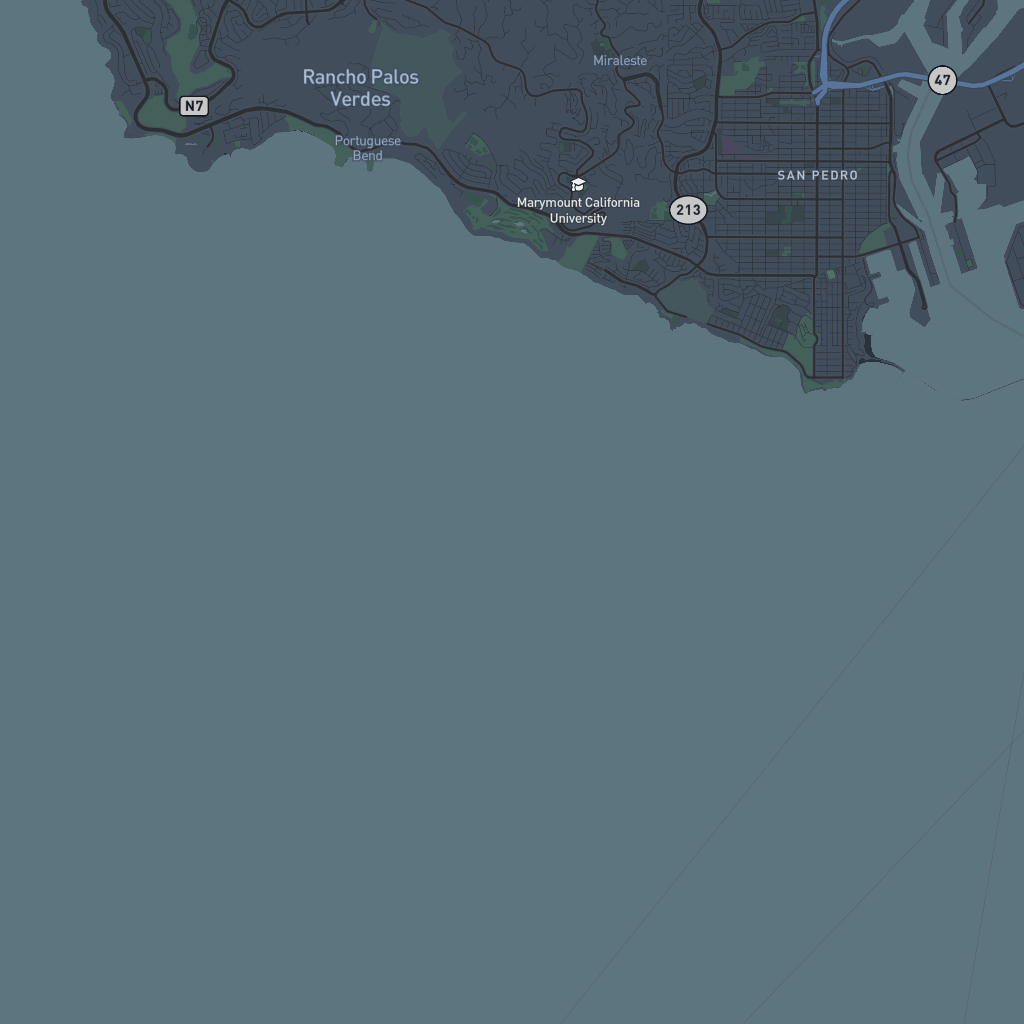 Miraleste
Rancho Palos
Verdes
47
N7
Portuguese
Bend
SAN PEDRO
Marymount California
University
213